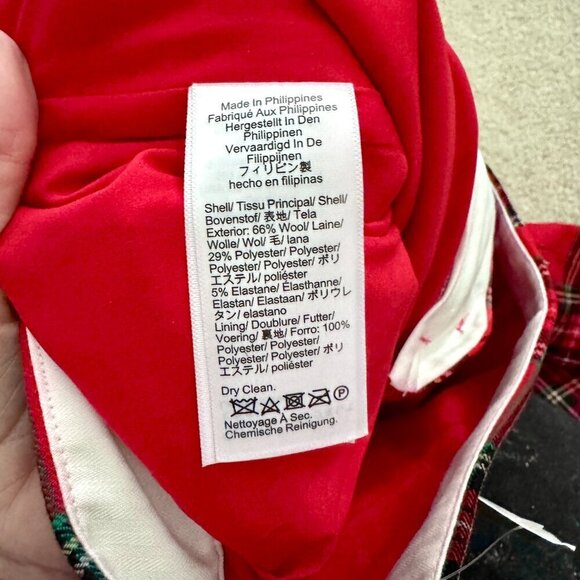 Made In Philippines
Fabriqué Aux Philippines
Hergestellt In Den
Philippinen
Vervaardigd In De
Filippijnen
フィリピン製
hecho en filipinas
Shell/ Tissu Principal/ Shell/
Bovenstof/ 表地/ Tela
Exterior: 66% Wool/ Laine/
Wolle/ Wol/ 毛/ lana
29% Polyester/ Polyester/
Polyester/ Polyester/ ポリ
エステル/ poliéster
5% Elastane/ Élasthanne/
Elastan/ Elastaan/ ポリウレ
タン/ elastano
Lining/ Doublure/ Futter/
Voering/ 裏地/ Forro: 100%
Polyester/ Polyester/
Polyester/ Polyester/ ポリ
エステル/ poliéster
Dry Clean.
P
Nettoyage À Sec.
Chemische Reinigung.